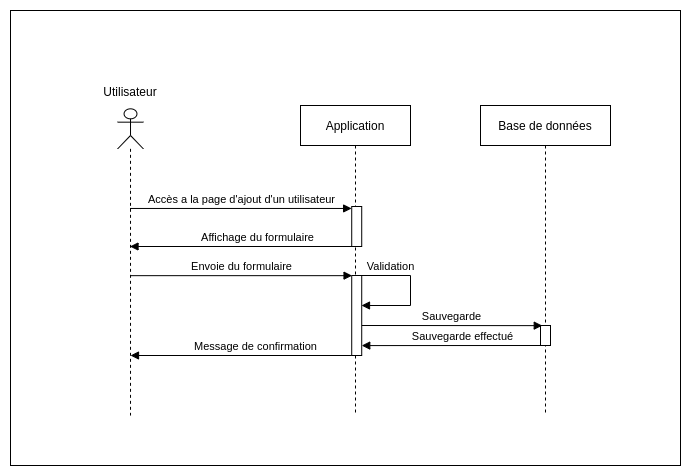 Utilisateur
Application
Base de données
Accès a la page d'ajout d'un utilisateur
Affichage du formulaire
Envoie du formulaire
Validation
Sauvegarde
Sauvegarde effectué
Message de confirmation